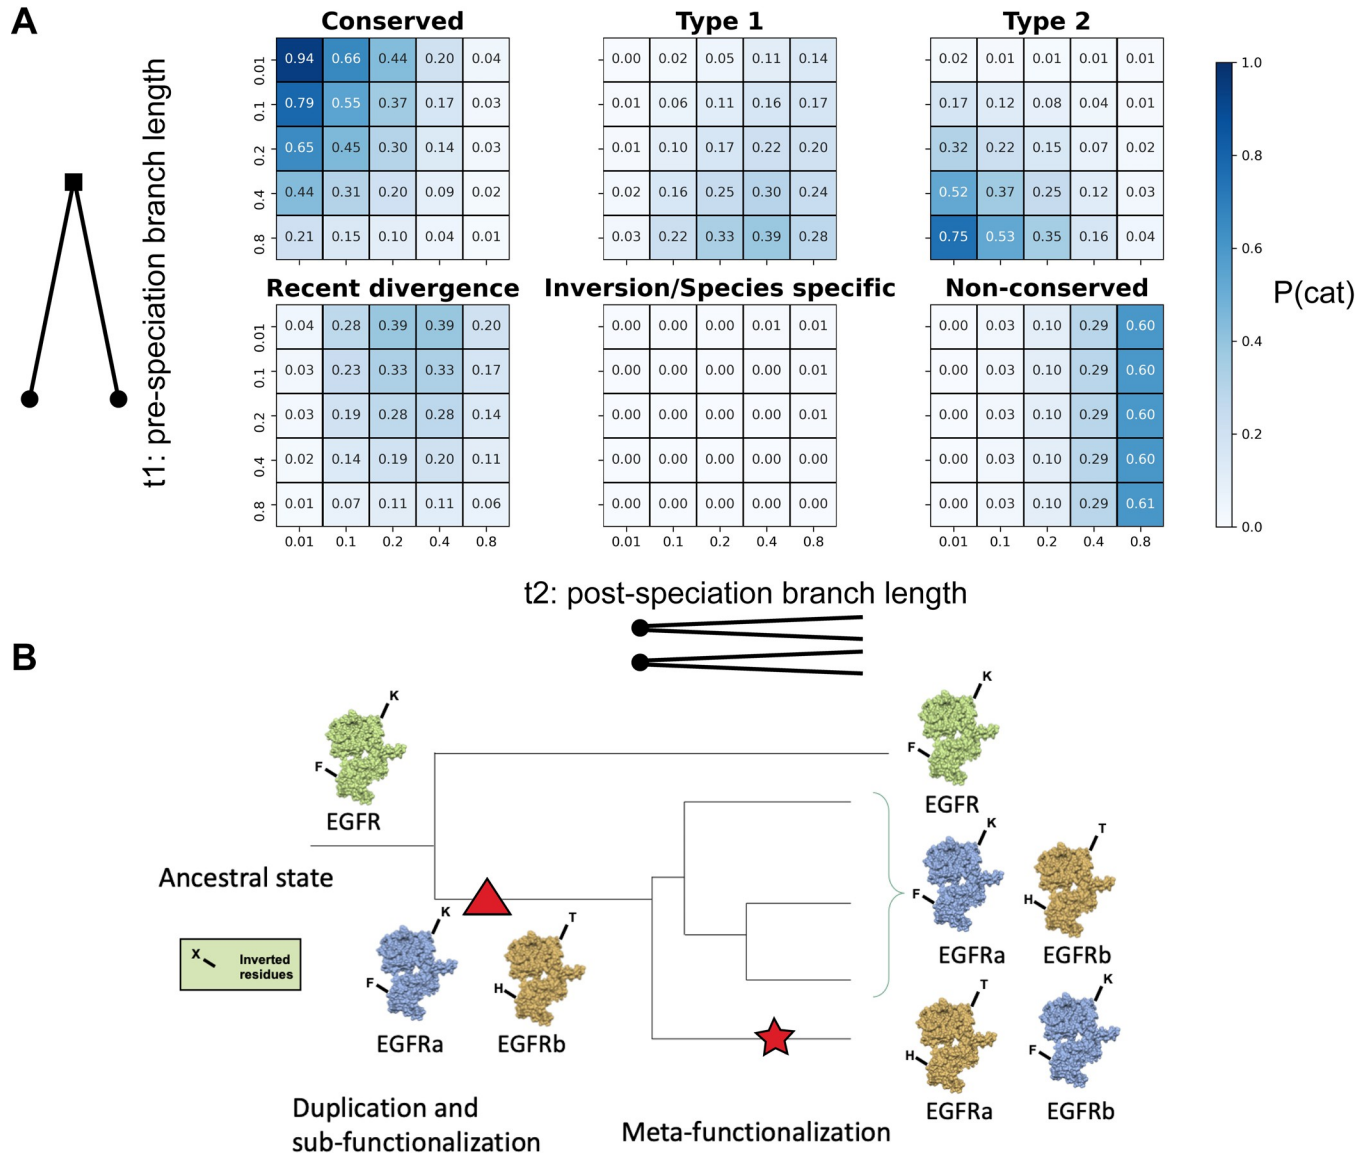 A
t1: pre-speciation branch length
Conserved
Type 1
Type 2
0.01 0.94 0.66 0.44 0.20 0.04
0.00 0.02 0.05 0.11 0.14
0.02 0.01 0.01 0.01 0.01
0.1 0.79 0.55 0.37 0.17 0.03
0.01 0.06 0.11 0.16 0.17
0.17 0.12 0.08 0.04 0.01
0.2 0.65 0.45 0.30 0.14 0.03
0.01 0.10 0.17 0.22 0.20
0.32 0.22 0.15 0.07 0.02
0.4 0.44 0.31 0.20 0.09 0.02
0.02 0.16 0.25 0.30 0.24
0.52 0.37 0.25 0.12 0.03
0.8 0.21 0.15 0.10 0.04 0.01
0.03 0.22 0.33 0.39 0.28
0.75 0.53 0.35 0.16 0.04
Recent divergence
Inversion/Species specific
Non-conserved
0.01 0.04 0.28 0.39 0.39 0.20
0.00 0.00 0.00 0.01 0.01
0.00 0.03 0.10 0.29 0.60
0.1 0.03 0.23 0.33 0.33 0.17
0.00 0.00 0.00 0.00 0.01
0.00 0.03 0.10 0.29 0.60
0.2 0.03 0.19 0.28 0.28 0.14
0.00 0.00 0.00 0.00 0.01
0.00 0.03 0.10 0.29 0.60
0.4 0.02 0.14 0.19 0.20 0.11
0.00 0.00 0.00 0.00 0.00
0.00 0.03 0.10 0.29 0.60
0.8 0.01 0.07 0.11 0.11 0.06
0.00 0.00 0.00 0.00 0.00
0.00 0.03 0.10 0.29 0.61
0.01 0.1 0.2 0.4 0.8
0.01 0.1 0.2 0.4 0.8
0.01 0.1 0.2 0.4 0.8
1.0
0.8
0.6
0.4
0.2
0.0
P(cat)
t2: post-speciation branch length
B
K
F
EGFR
Ancestral state
X
Inverted
residues
K
F
EGFRa
T
H
EGFRb
Duplication and
sub-functionalization
Meta-functionalization
K
F
EGFR
K
F
EGFRa
T
H
EGFRb
T
H
EGFRa
K
F
EGFRb